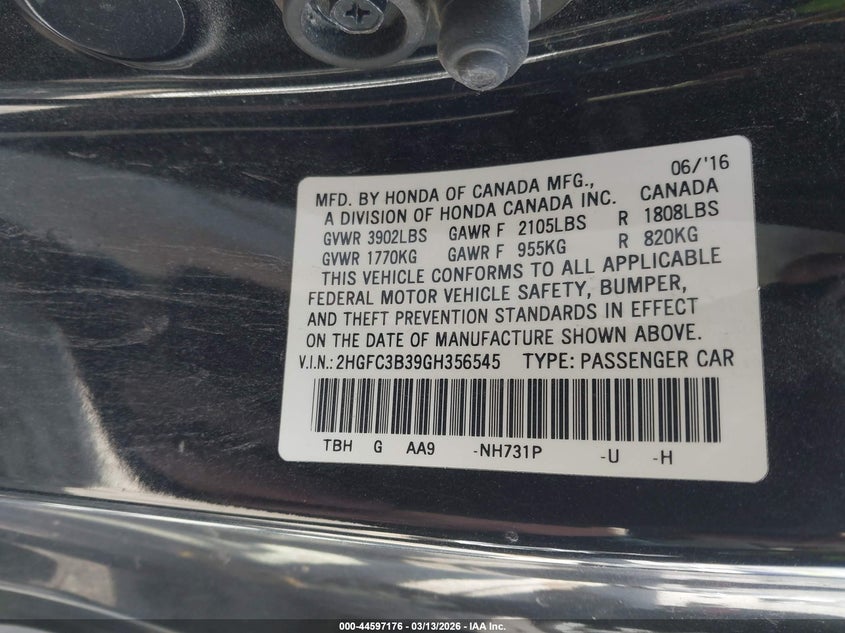 06/'16
MFD. BY HONDA OF CANADA MFG., CANADA
A DIVISION OF HONDA CANADA INC.
GVWR 3902LBS GAWR F 2105LBS R 1808LBS
GVWR 1770KG GAWR F 955KG R 820KG
THIS VEHICLE CONFORMS TO ALL APPLICABLE
FEDERAL MOTOR VEHICLE SAFETY, BUMPER,
AND THEFT PREVENTION STANDARDS IN EFFECT
ON THE DATE OF MANUFACTURE SHOWN ABOVE.
V.I.N.: 2HGFC3B39GH356545 TYPE: PASSENGER CAR
TBH G AA9 -NH731P -U -H
000-44597176 - 03/13/2026 - IAA Inc.